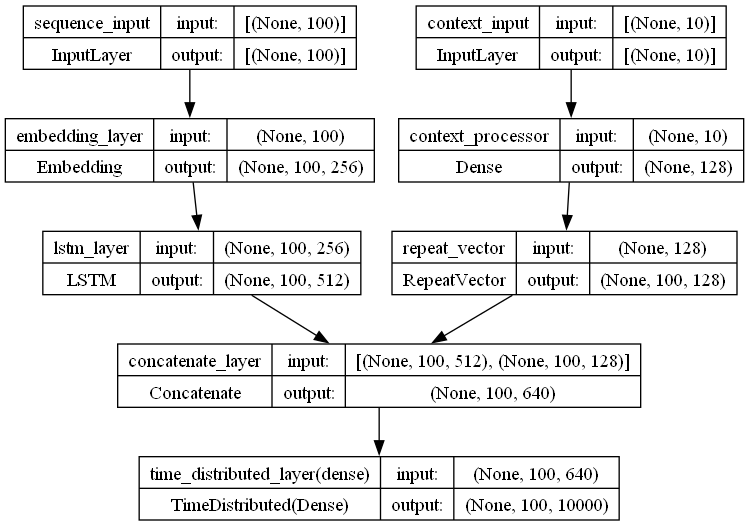 sequence_input input: [(None, 100)]
InputLayer output: [(None, 100)]
context_input input: [(None, 10)]
InputLayer output: [(None, 10)]
embedding_layer input: (None, 100)
Embedding output: (None, 100, 256)
context_processor input: (None, 10)
Dense output: (None, 128)
lstm_layer input: (None, 100, 256)
LSTM output: (None, 100, 512)
repeat_vector input: (None, 128)
RepeatVector output: (None, 100, 128)
concatenate_layer input: [(None, 100, 512), (None, 100, 128)]
Concatenate output: (None, 100, 640)
time_distributed_layer(dense) input: (None, 100, 640)
TimeDistributed(Dense) output: (None, 100, 10000)